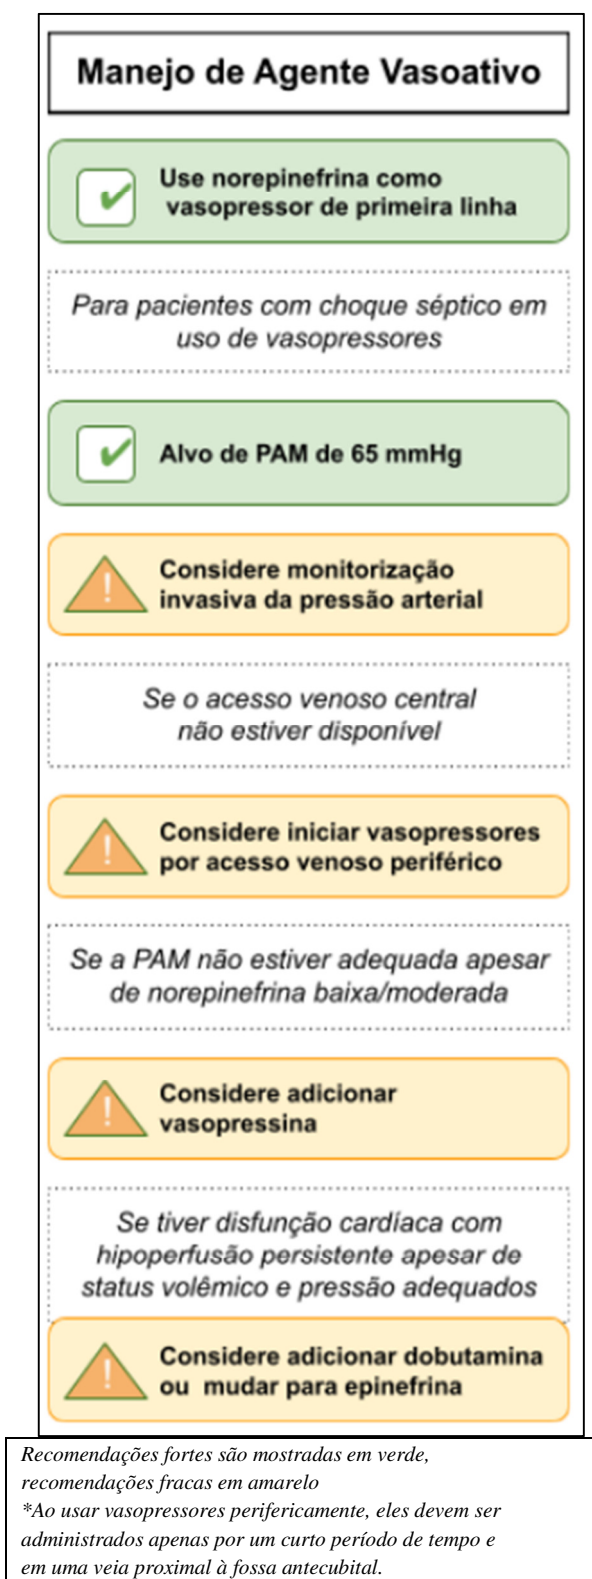 Manejo de Agente Vasoativo
Use norepinefrina como
vasopressor de primeira linha
Para pacientes com choque séptico em
uso de vasopressores
Alvo de PAM de 65 mmHg
Considere monitorização
invasiva da pressão arterial
Se o acesso venoso central
não estiver disponível
Considere iniciar vasopressores
por acesso venoso periférico
Se a PAM não estiver adequada apesar
de norepinefrina baixa/moderada
Considere adicionar
vasopressina
Se tiver disfunção cardíaca com
hipoperfusão persistente apesar de
status volêmico e pressão adequados
Considere adicionar dobutamina
ou mudar para epinefrina
Recomendações fortes são mostradas em verde,
recomendações fracas em amarelo
*Ao usar vasopressores perifericamente, eles devem ser
administrados apenas por um curto período de tempo e
em uma veia proximal à fossa antecubital.